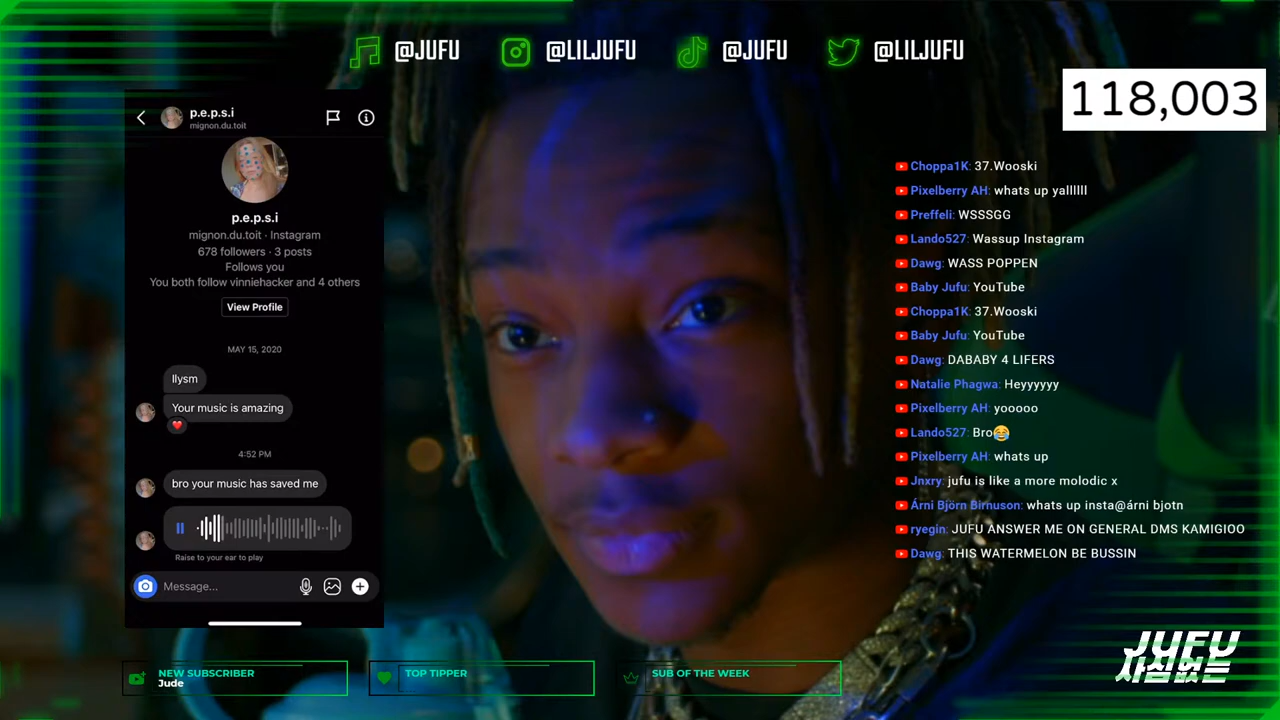 @JUFU
@LILJUFU
@JUFU
@LILJUFU
118,003
p.e.p.s.i
mignon.du.toit
p.e.p.s.i
mignon.du.toit · Instagram
678 followers · 3 posts
Follows you
You both follow vinniehacker and 4 others
View Profile
MAY 15, 2020
Ilysm
Your music is amazing
4:52 PM
bro your music has saved me
Raise to your ear to play
Message...
Choppa1K: 37.Wooski
Pixelberry AH: whats up yallllll
Preffeli: WSSSGG
Lando527: Wassup Instagram
Dawg: WASS POPPEN
Baby Jufu: YouTube
Choppa1K: 37.Wooski
Baby Jufu: YouTube
Dawg: DABABY 4 LIFERS
Natalie Phagwa: Heyyyyyy
Pixelberry AH: yooooo
Lando527: Bro😂
Pixelberry AH: whats up
Jnxry: jufu is like a more molodic x
Árni Björn Birnuson: whats up insta@árni bjotn
ryegin: JUFU ANSWER ME ON GENERAL DMS KAMIGIOO
Dawg: THIS WATERMELON BE BUSSIN
NEW SUBSCRIBER
Jude
TOP TIPPER
SUB OF THE WEEK
JUFU